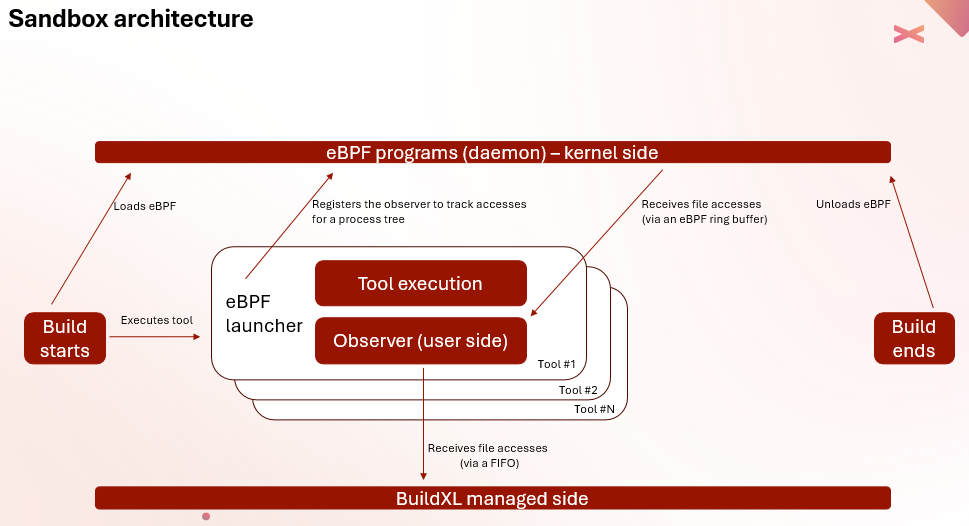 Sandbox architecture
eBPF programs (daemon) – kernel side
Loads eBPF
Registers the observer to track accesses
for a process tree
Receives file accesses
(via an eBPF ring buffer)
Unloads eBPF
Build
starts
Executes tool
eBPF
launcher
Tool execution
Observer (user side)
Tool #1
Tool #2
Tool #N
Build
ends
Receives file accesses
(via a FIFO)
BuildXL managed side